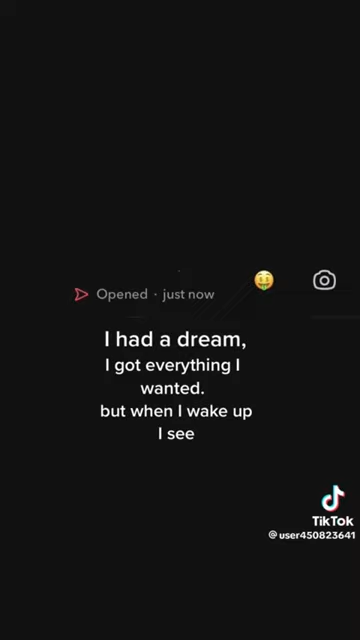 Opened · just now
I had a dream,
I got everything I
wanted.
but when I wake up
I see
TikTok
@user450823641